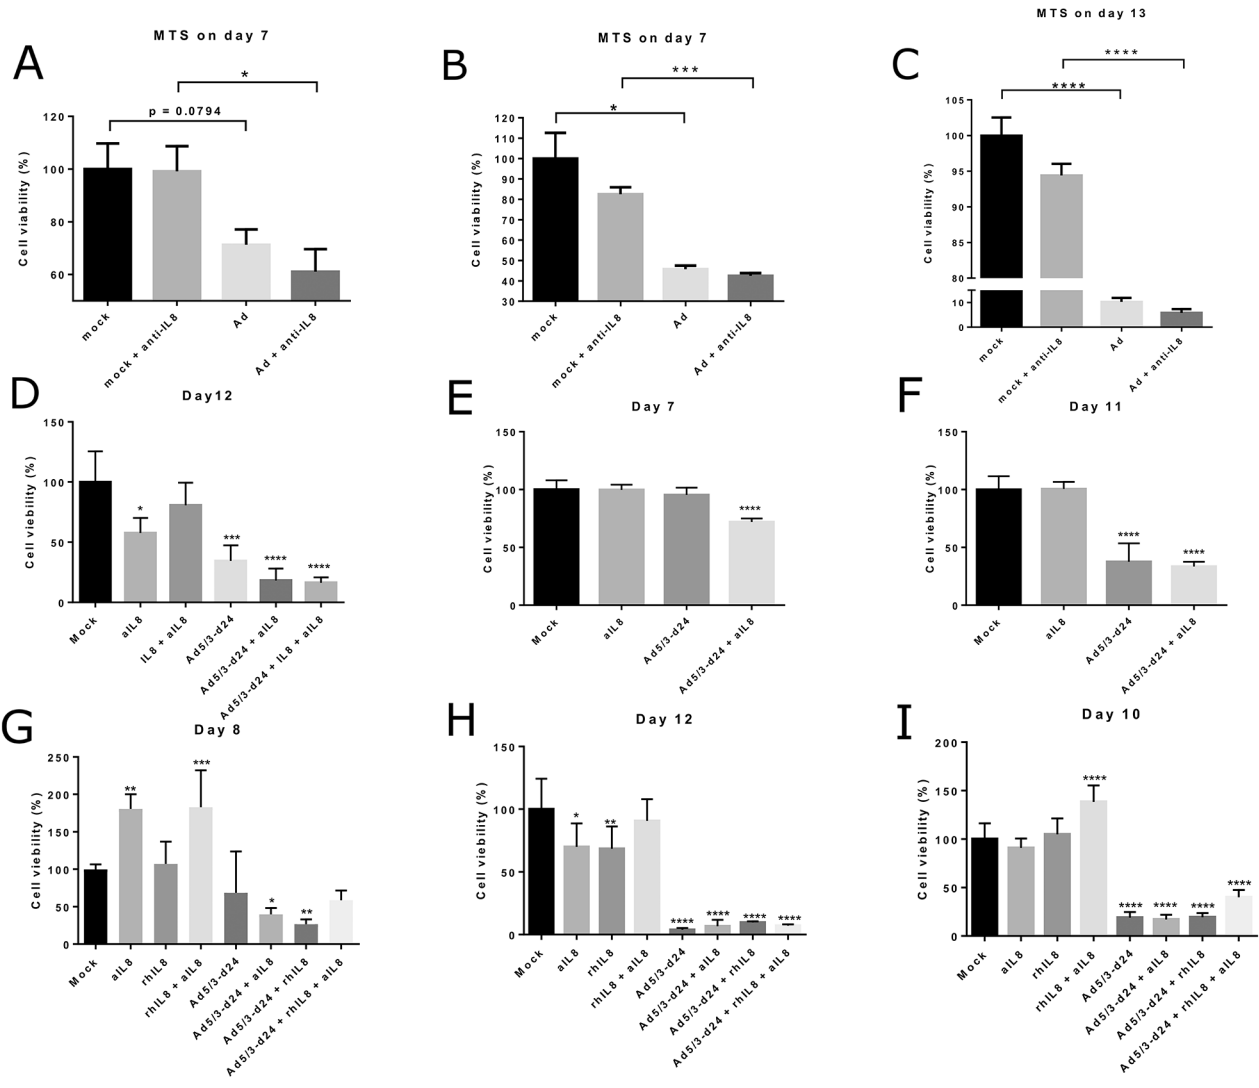 A
MTS on day 7
*
p = 0.0794
120
100
80
60
Cell viability (%)
mock
mock + anti-IL8
Ad
Ad + anti-IL8
B
MTS on day 7
***
*
120
110
100
90
80
70
60
50
40
30
Cell viability (%)
mock
mock + anti-IL8
Ad
Ad + anti-IL8
C
MTS on day 13
****
****
105
100
95
90
85
80
10
0
Cell viability (%)
mock
mock + anti-IL8
Ad
Ad + anti-IL8
D
Day12
150
100
50
0
Cell viebility (%)
*
***
****
****
Mock
aIL8
IL8 + aIL8
Ad5/3-d24
Ad5/3-d24 + aIL8
Ad5/3-d24 + IL8 + aIL8
E
Day 7
150
100
50
0
Cell viebility (%)
****
Mock
aIL8
Ad5/3-d24
Ad5/3-d24 + aIL8
F
Day 11
150
100
50
0
Cell viebility (%)
****
****
Mock
aIL8
Ad5/3-d24
Ad5/3-d24 + aIL8
G
Day 8
250
200
150
100
50
0
Cell viebility (%)
**
***
*
**
Mock
aIL8
rhIL8
rhIL8 + aIL8
Ad5/3-d24
Ad5/3-d24 + aIL8
Ad5/3-d24 + rhIL8
Ad5/3-d24 + rhIL8 + aIL8
H
Day 12
150
100
50
0
Cell viebility (%)
*
**
****
****
****
****
Mock
aIL8
rhIL8
rhIL8 + aIL8
Ad5/3-d24
Ad5/3-d24 + aIL8
Ad5/3-d24 + rhIL8
Ad5/3-d24 + rhIL8 + aIL8
I
Day 10
200
150
100
50
0
Cell viebility (%)
****
****
****
****
****
Mock
aIL8
rhIL8
rhIL8 + aIL8
Ad5/3-d24
Ad5/3-d24 + aIL8
Ad5/3-d24 + rhIL8
Ad5/3-d24 + rhIL8 + aIL8